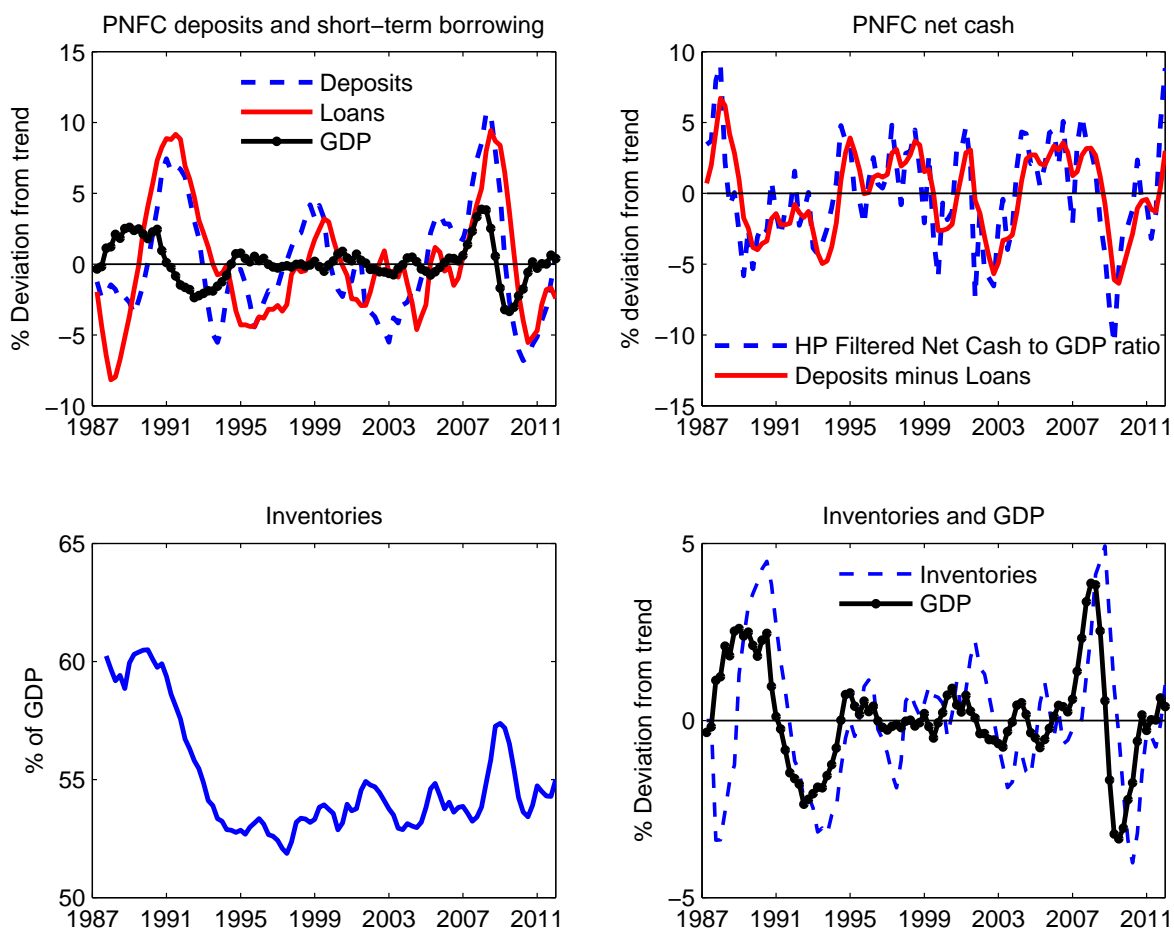 PNFC deposits and short−term borrowing
15
10
5
0
−5
−10
% Deviation from trend
Deposits
Loans
GDP
1987 1991 1995 1999 2003 2007 2011
PNFC net cash
10
5
0
−5
−10
−15
% deviation from trend
HP Filtered Net Cash to GDP ratio
Deposits minus Loans
1987 1991 1995 1999 2003 2007 2011
Inventories
65
60
55
50
% of GDP
1987 1991 1995 1999 2003 2007 2011
Inventories and GDP
5
0
−5
% Deviation from trend
Inventories
GDP
1987 1991 1995 1999 2003 2007 2011